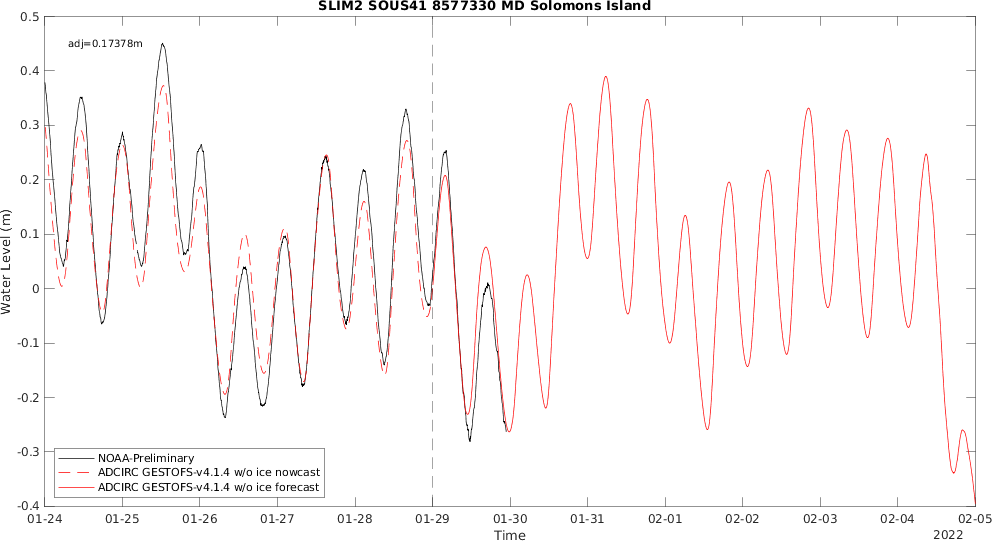 SLIM2 SOUS41 8577330 MD Solomons Island
adj=0.17378m
0.5
0.4
0.3
0.2
0.1
0
-0.1
-0.2
-0.3
-0.4
Water Level (m)
NOAA-Preliminary
ADCIRC GESTOFS-v4.1.4 w/o ice nowcast
ADCIRC GESTOFS-v4.1.4 w/o ice forecast
01-24 01-25 01-26 01-27 01-28 01-29 01-30 01-31 02-01 02-02 02-03 02-04 02-05
Time
2022